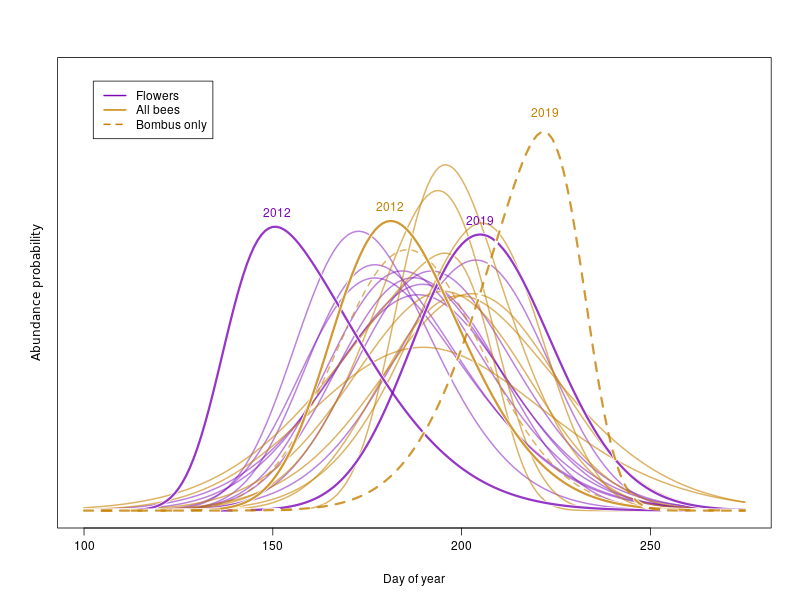 Flowers
All bees
Bombus only
2019
2012
2012
2019
Abundance probability
100
150
200
250
Day of year